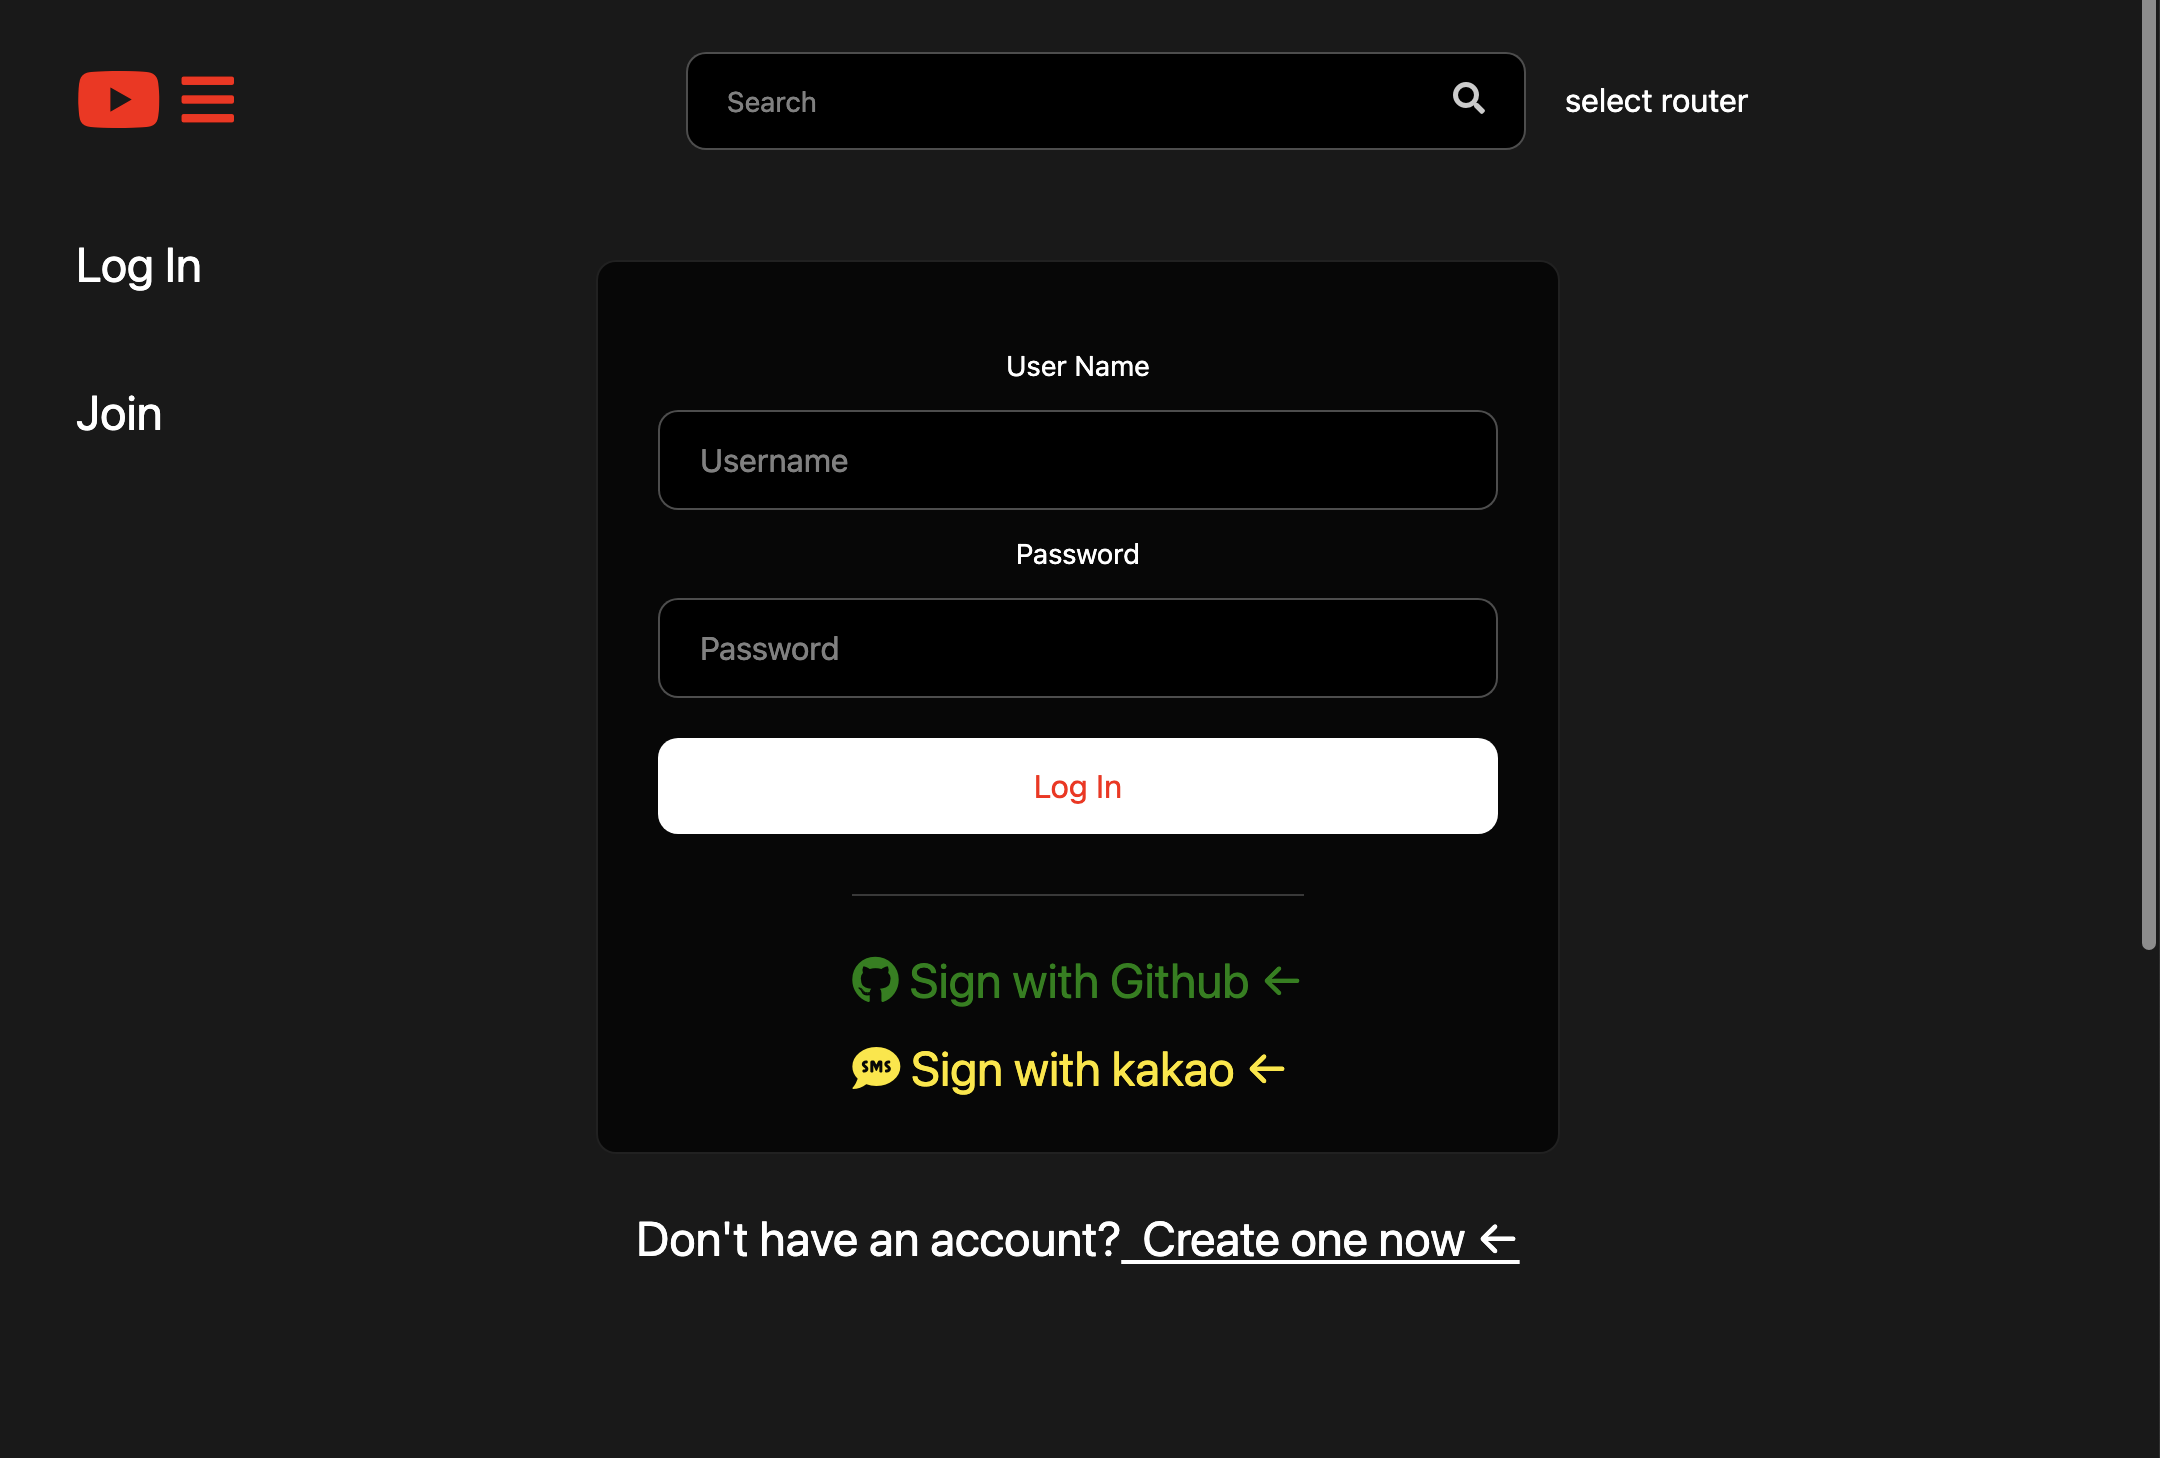 Search
select router
Log In
Join
User Name
Username
Password
Password
Log In
Sign with Github ←
SMS Sign with kakao ←
Don't have an account? Create one now ←